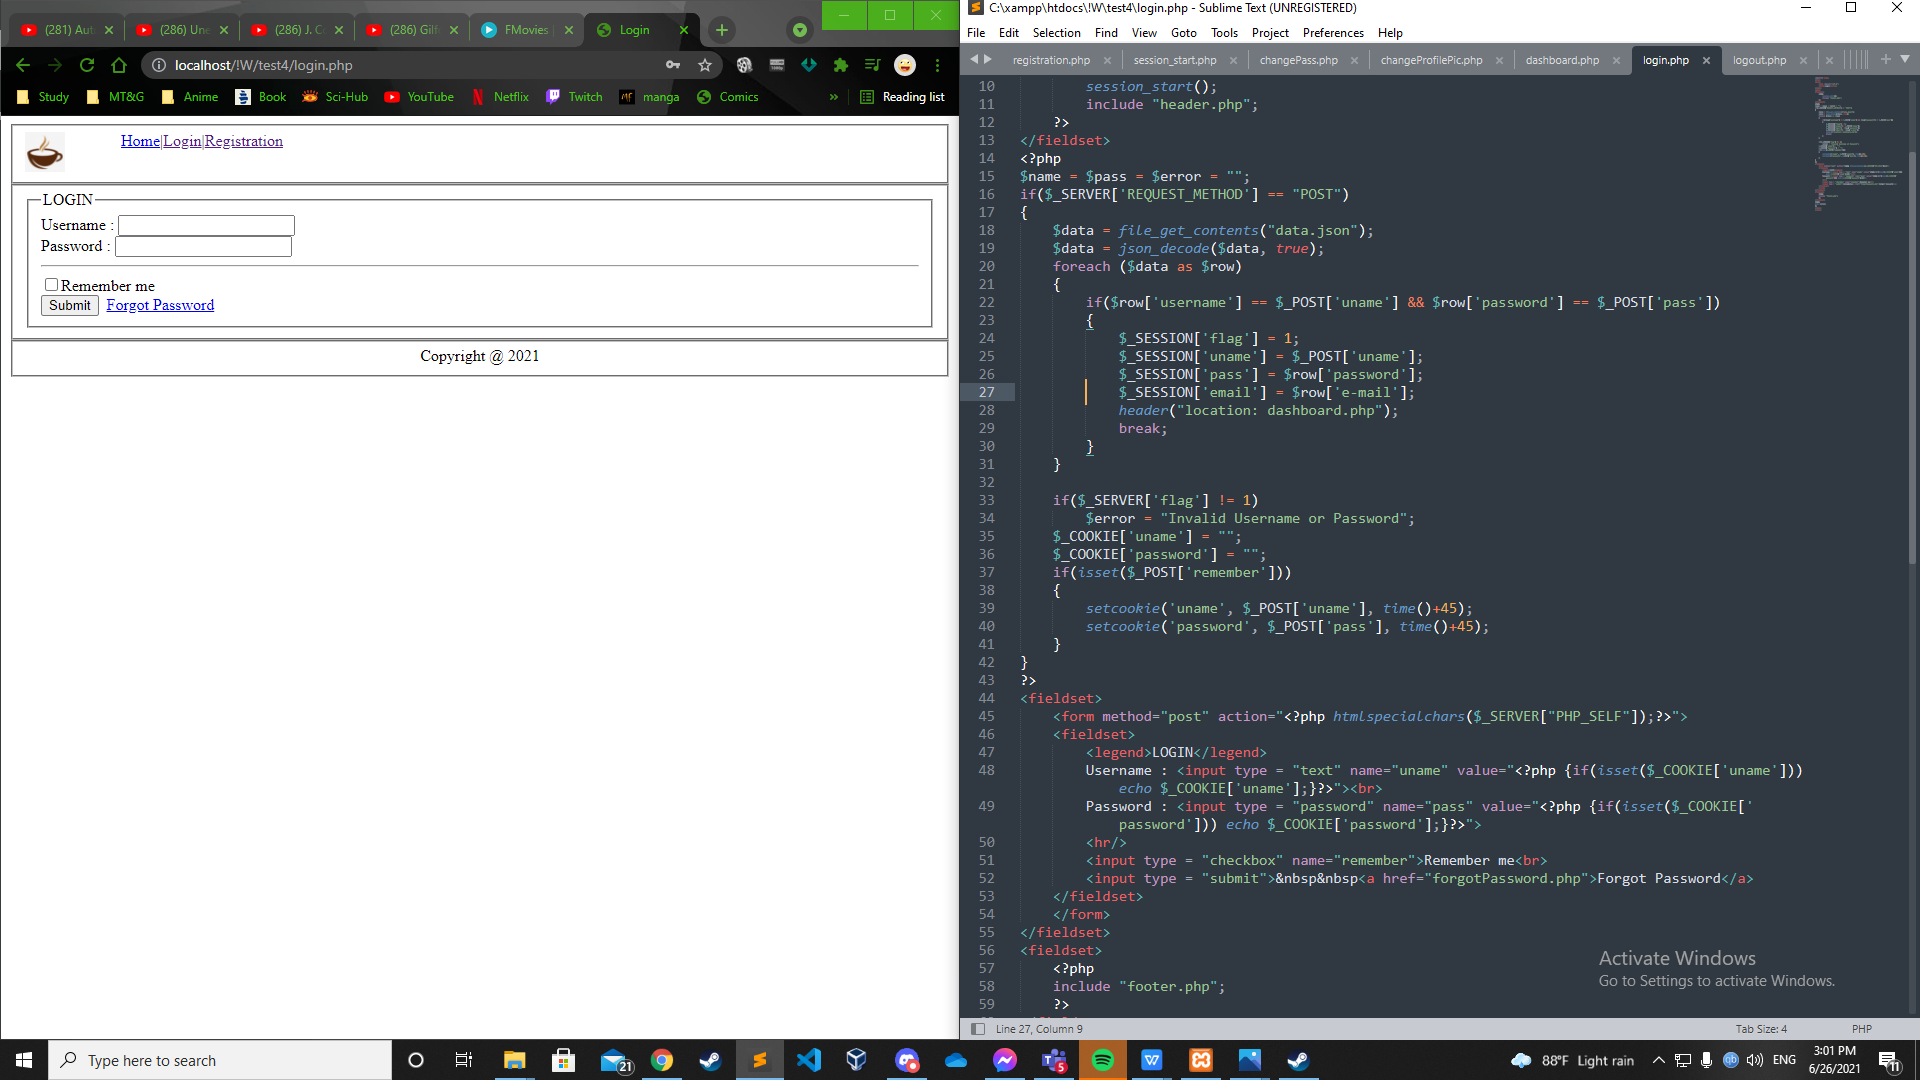 (281) Aut
(286) Une
(286) J. C
(286) Gilf
FMovies
Login
localhost/!W/test4/login.php
Study
MT&G
Anime
Book
Sci-Hub
YouTube
Netflix
Twitch
manga
Comics
»
Reading list
Home|Login|Registration
LOGIN
Username :
Password :
Remember me
Submit Forgot Password
Copyright @ 2021
C:\xampp\htdocs\!W\test4\login.php - Sublime Text (UNREGISTERED)
File Edit Selection Find View Goto Tools Project Preferences Help
registration.php
session_start.php
changePass.php
changeProfilePic.php
dashboard.php
login.php
logout.php
10 session_start();
11 include "header.php";
12 ?>
13 </fieldset>
14 <?php
15 $name = $pass = $error = "";
16 if($_SERVER['REQUEST_METHOD'] == "POST")
17 {
18 $data = file_get_contents("data.json");
19 $data = json_decode($data, true);
20 foreach ($data as $row)
21 {
22 if($row['username'] == $_POST['uname'] && $row['password'] == $_POST['pass'])
23 {
24 $_SESSION['flag'] = 1;
25 $_SESSION['uname'] = $_POST['uname'];
26 $_SESSION['pass'] = $row['password'];
27 $_SESSION['email'] = $row['e-mail'];
28 header("location: dashboard.php");
29 break;
30 }
31 }
32
33 if($_SERVER['flag'] != 1)
34 $error = "Invalid Username or Password";
35 $_COOKIE['uname'] = "";
36 $_COOKIE['password'] = "";
37 if(isset($_POST['remember']))
38 {
39 setcookie('uname', $_POST['uname'], time()+45);
40 setcookie('password', $_POST['pass'], time()+45);
41 }
42 }
43 ?>
44 <fieldset>
45 <form method="post" action="<?php htmlspecialchars($_SERVER["PHP_SELF"]);?>">
46 <fieldset>
47 <legend>LOGIN</legend>
48 Username : <input type = "text" name="uname" value="<?php {if(isset($_COOKIE['uname']))
echo $_COOKIE['uname'];}?>"><br>
49 Password : <input type = "password" name="pass" value="<?php {if(isset($_COOKIE['
password'])) echo $_COOKIE['password'];}?>">
50 <hr/>
51 <input type = "checkbox" name="remember">Remember me<br>
52 <input type = "submit">&nbsp&nbsp<a href="forgotPassword.php">Forgot Password</a>
53 </fieldset>
54 </form>
55 </fieldset>
56 <fieldset>
57 <?php
58 include "footer.php";
59 ?>
Activate Windows
Go to Settings to activate Windows.
Line 27, Column 9
Tab Size: 4
PHP
Type here to search
21
5
88°F Light rain
ENG
3:01 PM
6/26/2021
11